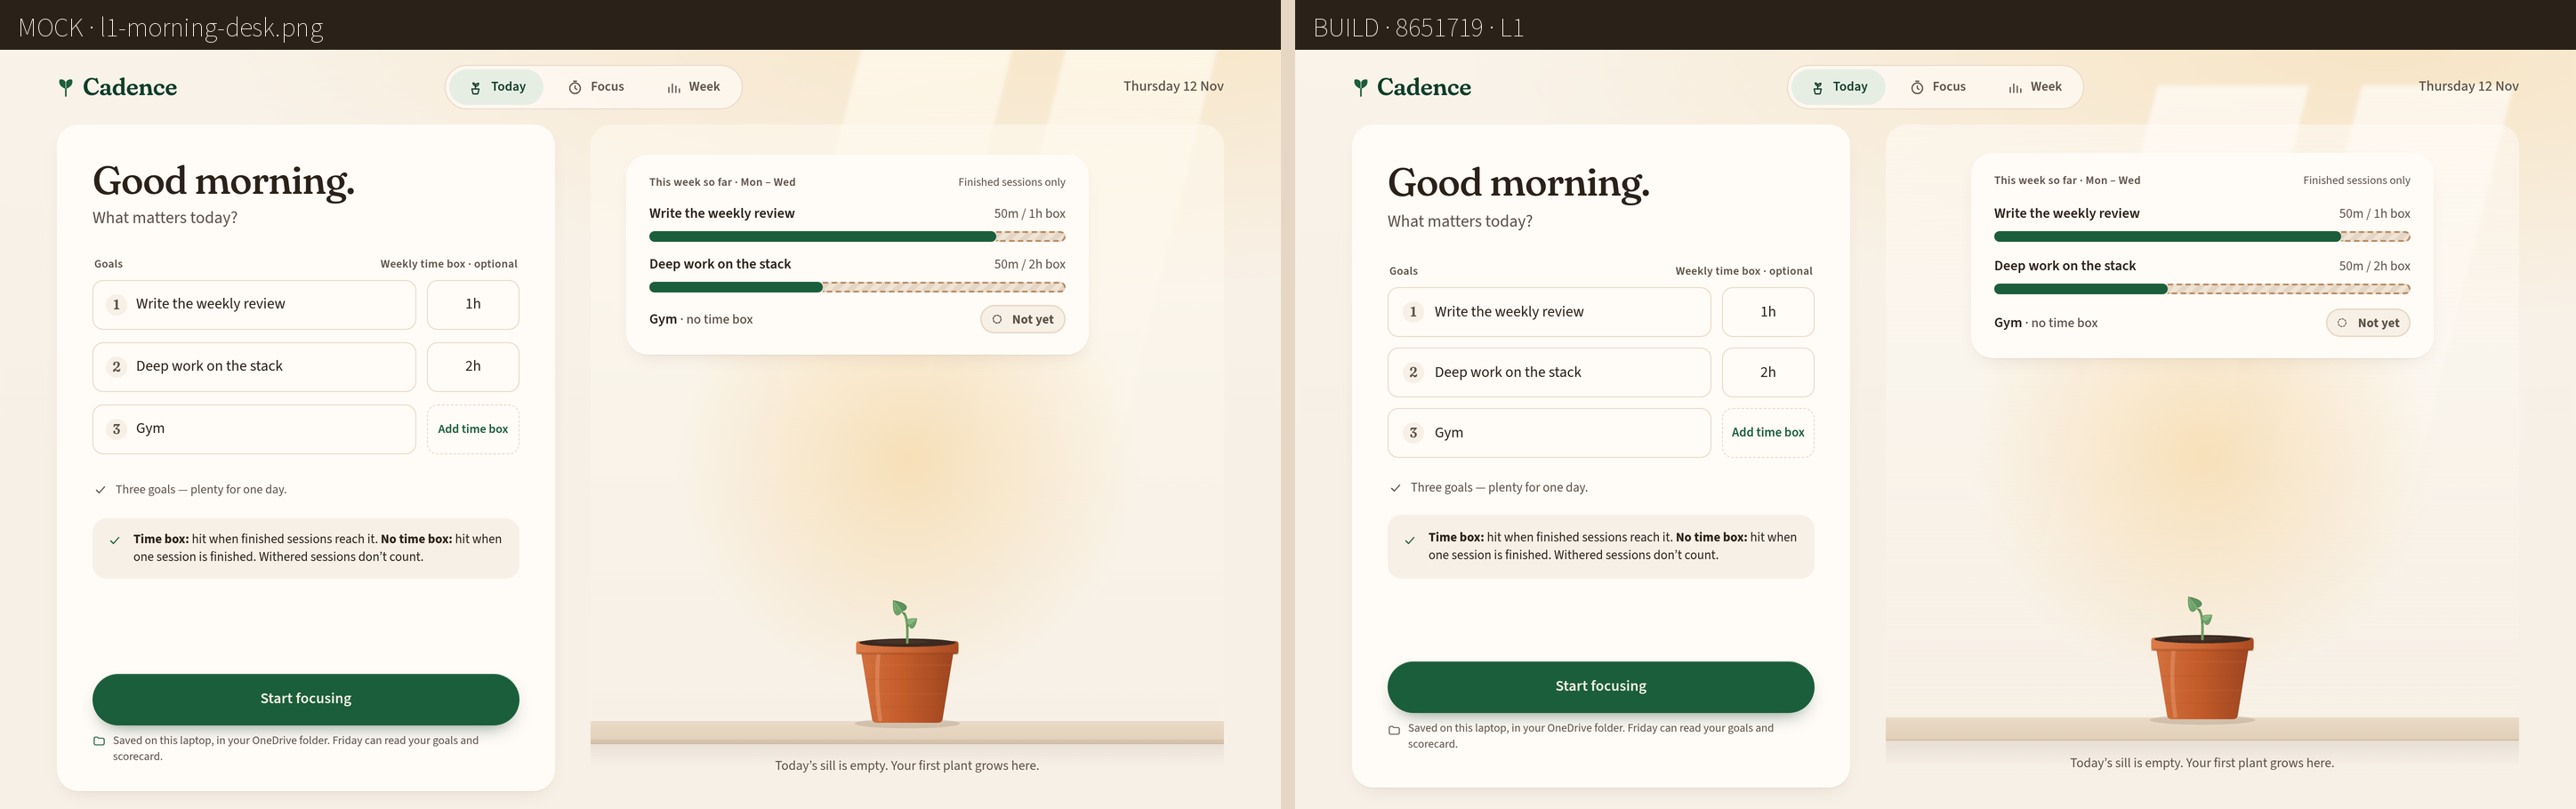 MOCK · l1-morning-desk.png
Cadence
Today
Focus
Week
Thursday 12 Nov
Good morning.
What matters today?
Goals
Weekly time box · optional
1 Write the weekly review
1h
2 Deep work on the stack
2h
3 Gym
Add time box
Three goals — plenty for one day.
Time box: hit when finished sessions reach it. No time box: hit when
one session is finished. Withered sessions don’t count.
Start focusing
Saved on this laptop, in your OneDrive folder. Friday can read your goals and
scorecard.
This week so far · Mon – Wed
Finished sessions only
Write the weekly review
50m / 1h box
Deep work on the stack
50m / 2h box
Gym · no time box
Not yet
Today’s sill is empty. Your first plant grows here.
BUILD · 8651719 · L1
Cadence
Today
Focus
Week
Thursday 12 Nov
Good morning.
What matters today?
Goals
Weekly time box · optional
1 Write the weekly review
1h
2 Deep work on the stack
2h
3 Gym
Add time box
Three goals — plenty for one day.
Time box: hit when finished sessions reach it. No time box: hit when
one session is finished. Withered sessions don’t count.
Start focusing
Saved on this laptop, in your OneDrive folder. Friday can read your goals and
scorecard.
This week so far · Mon – Wed
Finished sessions only
Write the weekly review
50m / 1h box
Deep work on the stack
50m / 2h box
Gym · no time box
Not yet
Today’s sill is empty. Your first plant grows here.